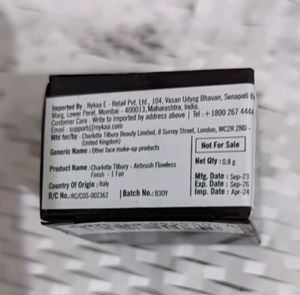 Imported By : Nykaa E - Retail Pvt. Ltd., 104, Vasan Udyog Bhavan, Senapati B
Marg, Lower Parel, Mumbai - 400013, Maharashtra, India.
Customer Care : Write to Imported by address above | Tel : +1800 267 4444
Email : support@nykaa.com
Mfd for/by : Charlotte Tilbury Beauty Limited, 8 Surrey Street, London, WC2R 2ND -
(United Kingdom)
Generic Name : Other face make-up products
Product Name : Charlotte Tilbury - Airbrush Flawless
Finish - 1 Fair
Country Of Origin : Italy
R/C No.:RC/COS-002362
Batch No.: B30Y
Not For Sale
Net Qty : 0.8 g
Mfg : Sep-23
Exp : Sep-26
Imp : Apr-24